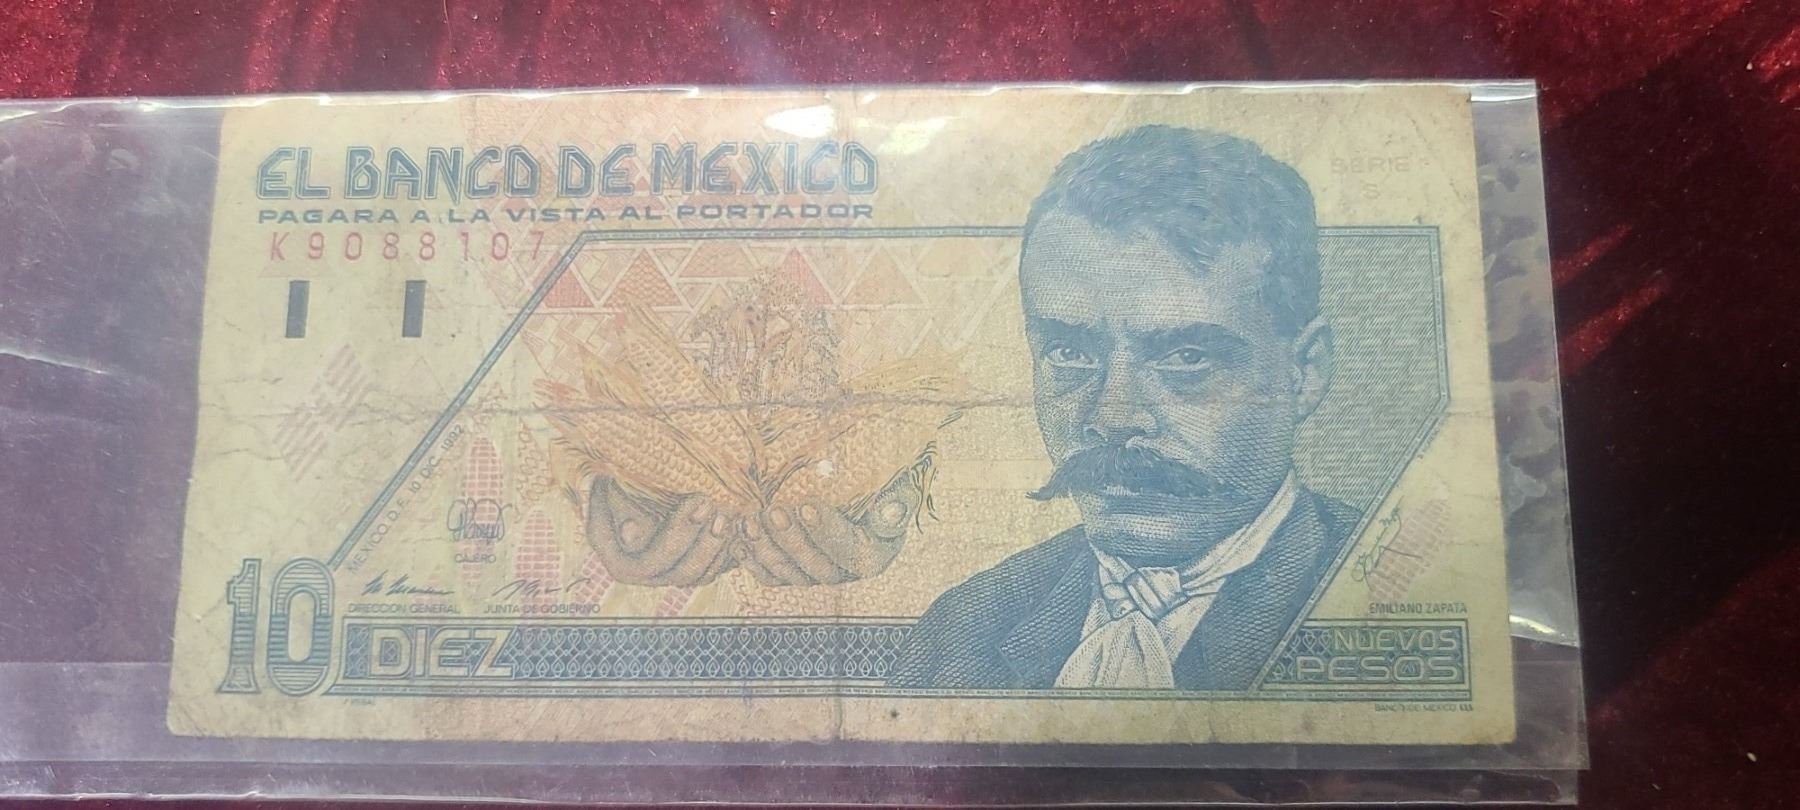 EL BANCO DE MEXICO
PAGARA A LA VISTA AL PORTADOR
SERIE
S
K9088107
MEXICO, D.F. 10 DIC. 1992
CAJERO
DIRECCION GENERAL
JUNTA DE GOBIERNO
EMILIANO ZAPATA
10
DIEZ
NUEVOS
PESOS
BANCO DE MEXICO